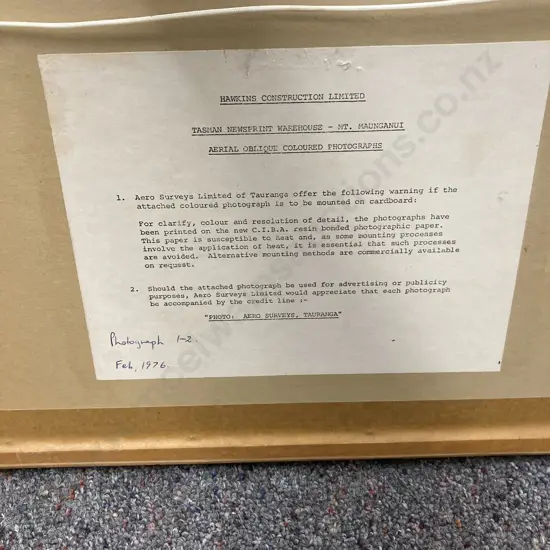 HAWKINS CONSTRUCTION LIMITED
TASMAN NEWSPRINT WAREHOUSE - MT. MAUNGANUI
AERIAL OBLIQUE COLOURED PHOTOGRAPHS
1. Aero Surveys Limited of Tauranga offer the following warning if the
attached coloured photograph is to be mounted on cardboard:
For clarify, colour and resolution of detail, the photographs have
been printed on the new C.I.B.A. resin bonded photographic paper.
This paper is susceptible to heat and, as some mounting processes
involve the application of heat, it is essential that such processes
are avoided. Alternative mounting methods are commercially available
on request.
2. Should the attached photograph be used for advertising or publicity
purposes, Aero Surveys Limited would appreciate that each photograph
be accompanied by the credit line :-
"PHOTO: AERO SURVEYS, TAURANGA"
Photograph 1-2.
Feb, 1976.